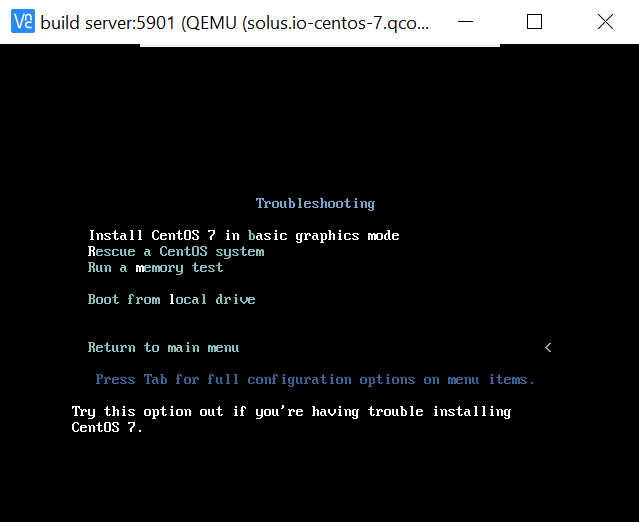 V2 build server:5901 (QEMU (solus.io-centos-7.qco...
Troubleshooting
Install CentOS 7 in basic graphics mode
Rescue a CentOS system
Run a memory test
Boot from local drive
Return to main menu <
Press Tab for full configuration options on menu items.
Try this option out if you're having trouble installing
CentOS 7.